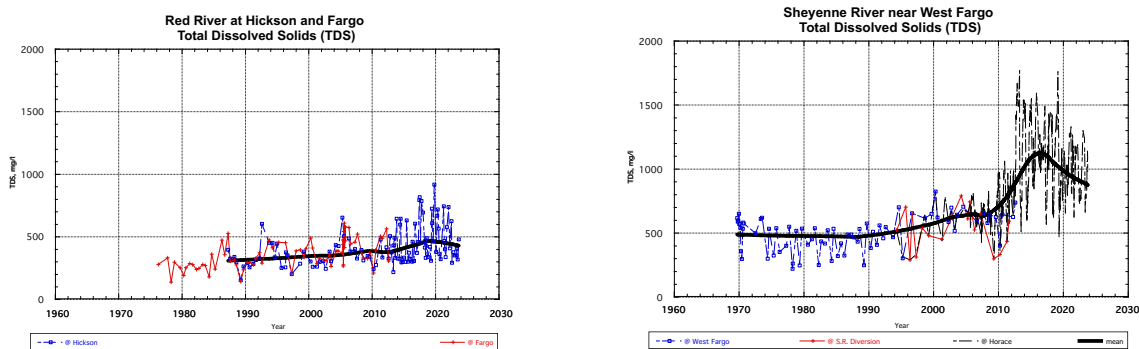 Red River at Hickson and Fargo
Total Dissolved Solids (TDS)
2000
1500
1000
500
0
TDS, mg/l
1960
1970
1980
1990
2000
2010
2020
2030
Year
@ Hickson
@ Fargo
Sheyenne River near West Fargo
Total Dissolved Solids (TDS)
2000
1500
1000
500
0
TDS, mg/l
1960
1970
1980
1990
2000
2010
2020
2030
Year
@ West Fargo
@ S.R. Diversion
@ Horace
mean